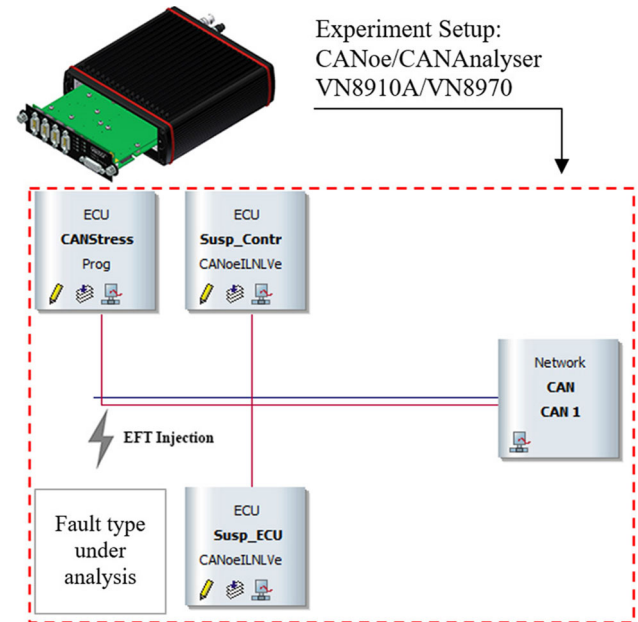 Experiment Setup:
CANoe/CANAnalyser
VN8910A/VN8970
ECU
CANStress
Prog
ECU
Susp_Contr
CANoeILNLVe
Network
CAN
CAN 1
EFT Injection
Fault type
under
analysis
ECU
Susp_ECU
CANoeILNLVe